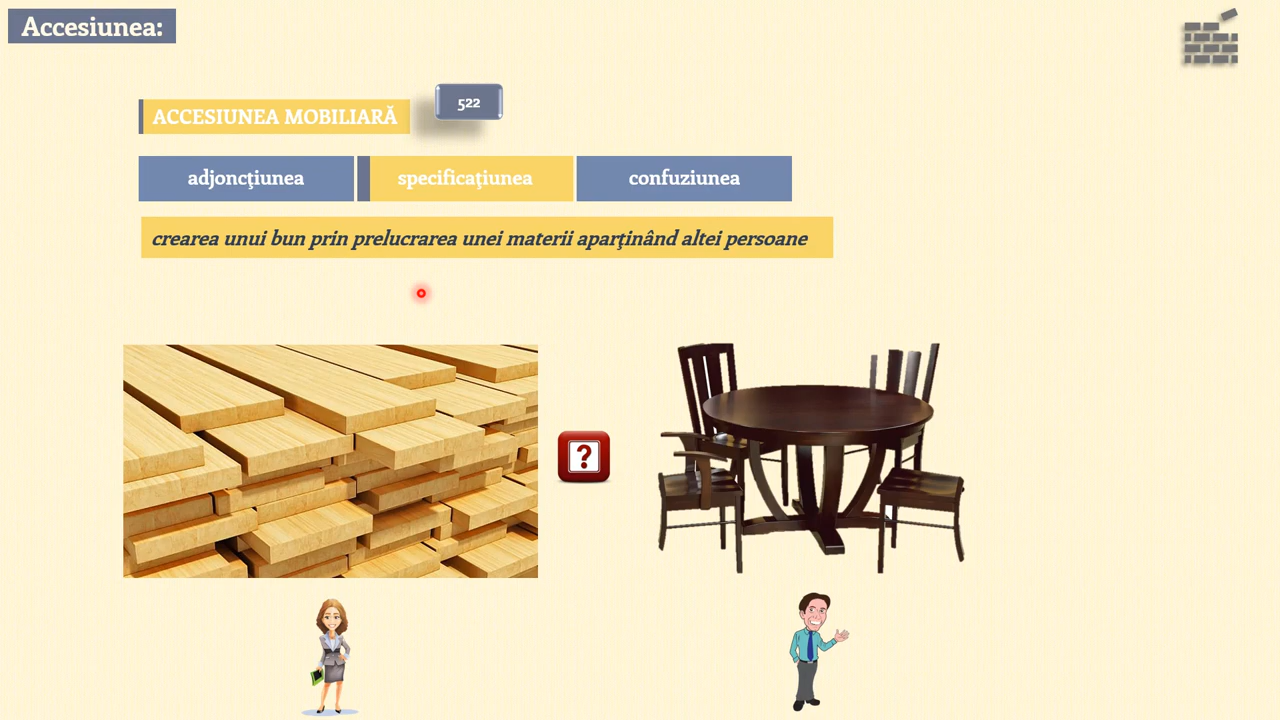 Accesiunea:
522
ACCESIUNEA MOBILIARĂ
adjoncţiunea
specificaţiunea
confuziunea
crearea unui bun prin prelucrarea unei materii aparţinând altei persoane
?